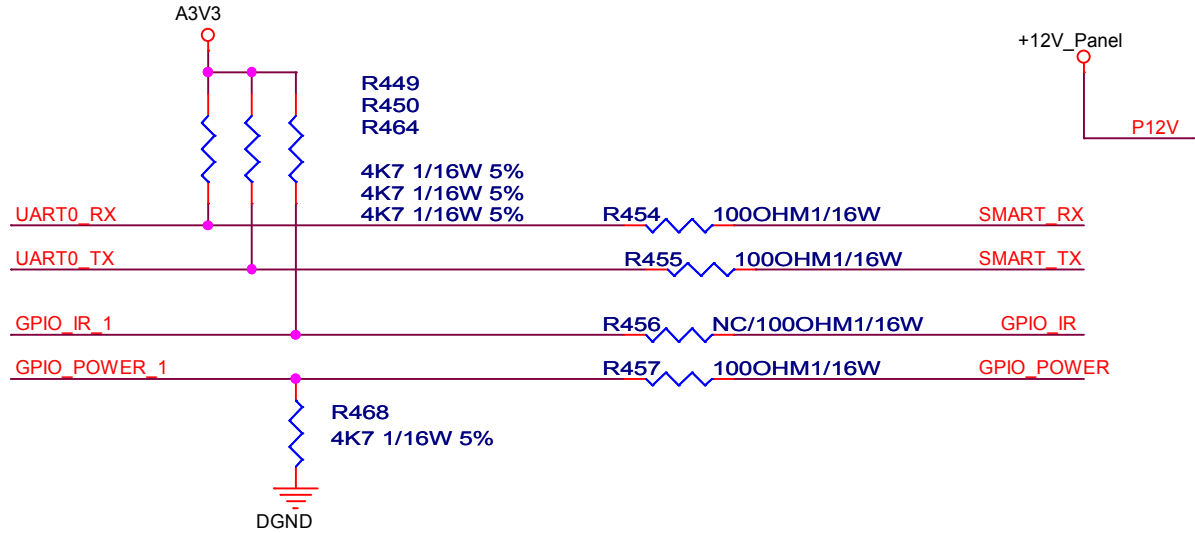 A3V3
+12V_Panel
R449
R450
R464
P12V
4K7 1/16W 5%
4K7 1/16W 5%
4K7 1/16W 5%
UART0_RX
R454
100OHM1/16W
SMART_RX
UART0_TX
R455
100OHM1/16W
SMART_TX
GPIO_IR_1
R456
NC/100OHM1/16W
GPIO_IR
GPIO_POWER_1
R457
100OHM1/16W
GPIO_POWER
R468
4K7 1/16W 5%
DGND